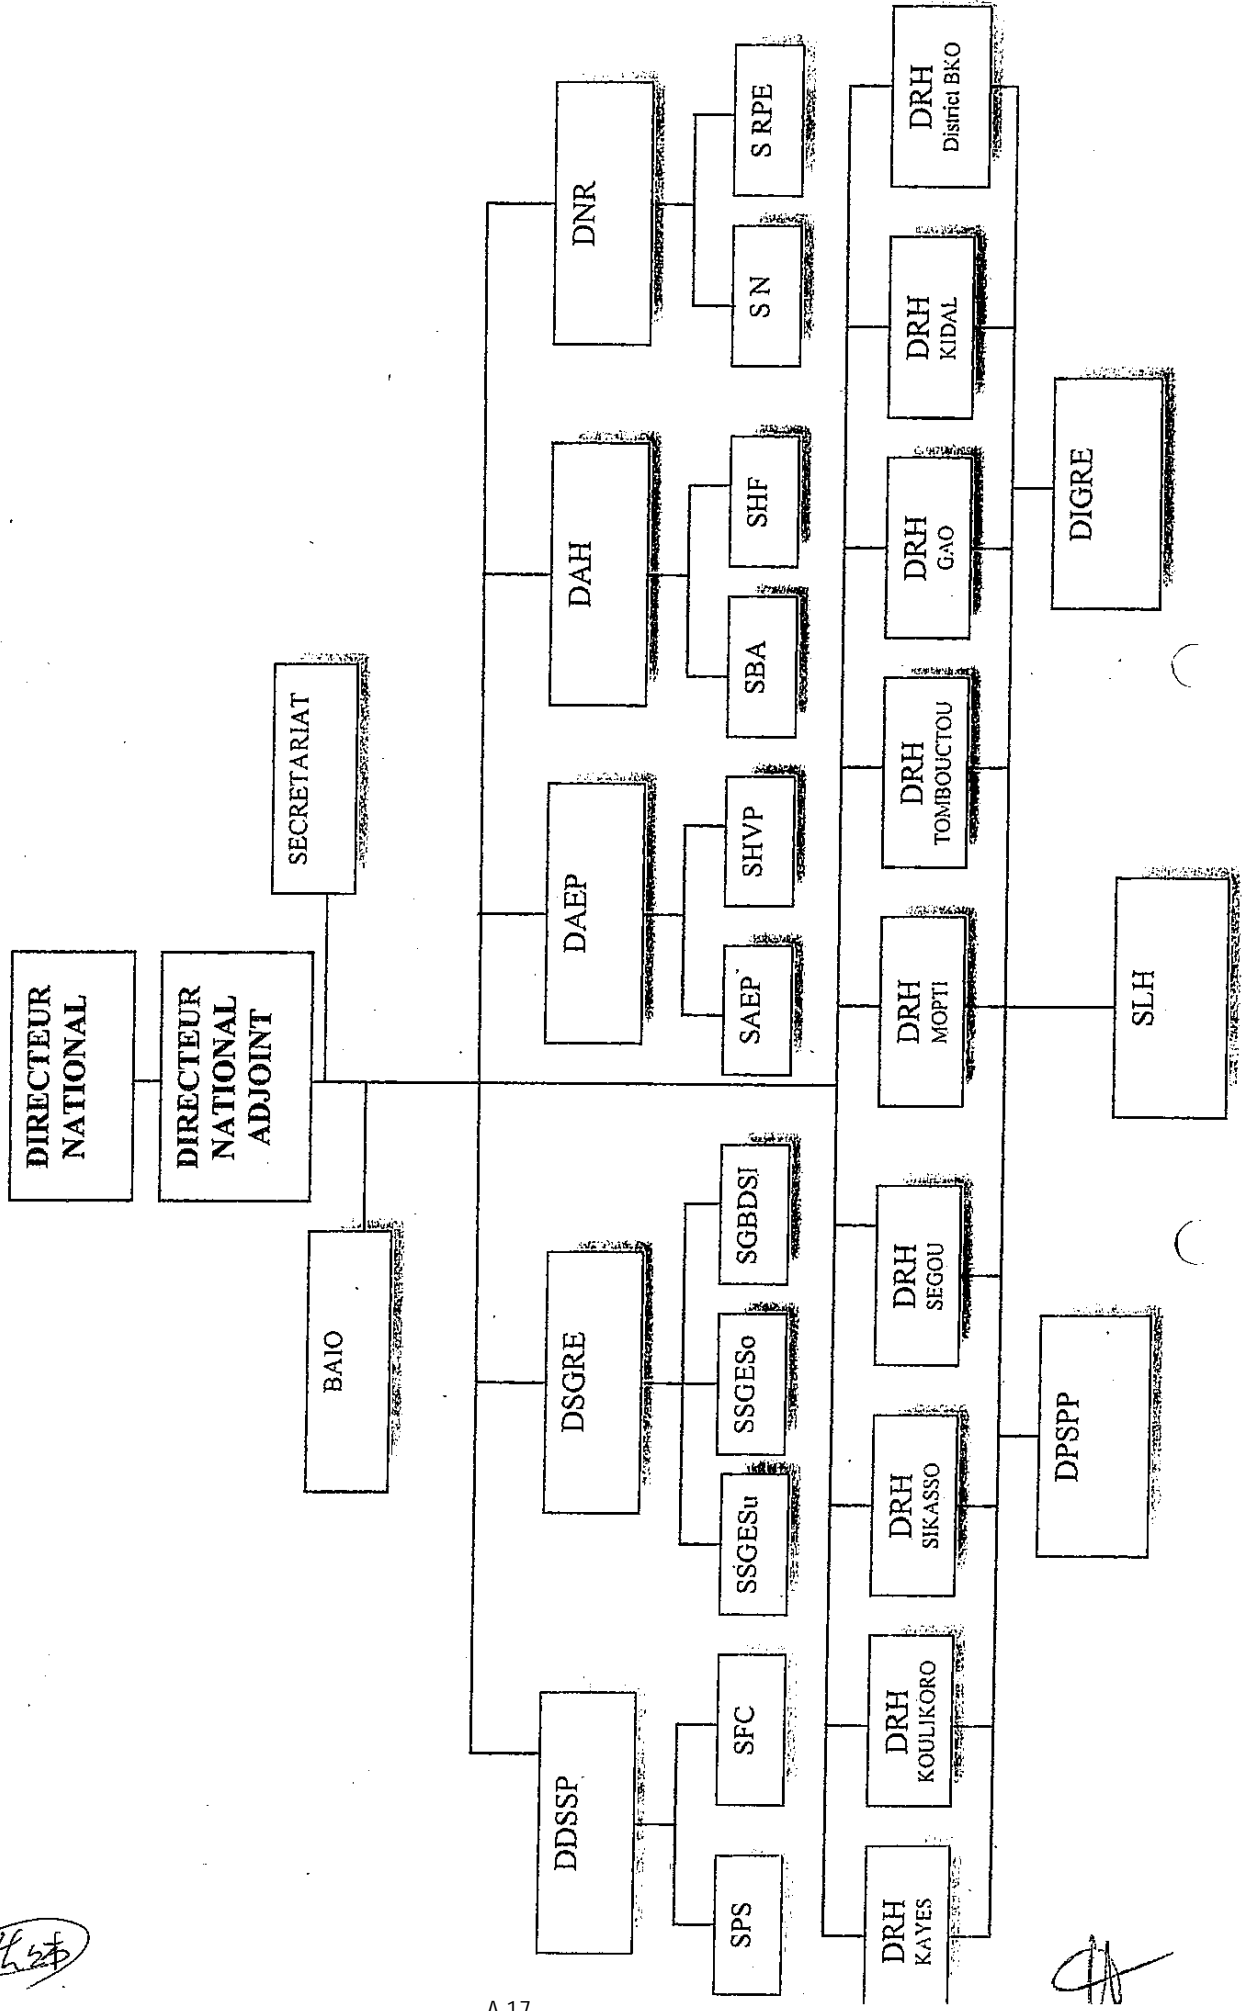 DIRECTEUR
NATIONAL
DIRECTEUR
NATIONAL
ADJOINT
SECRETARIAT
BAIO
DDSSP
DSGRE
DAEP
DAH
DNR
SPS
SFC
SSGESu
SSGESo
SGBDSI
SAEP
SHVP
SBA
SHF
S N
S RPE
DRH
KAYES
DRH
KOULIKORO
DRH
SIKASSO
DRH
SEGOU
DRH
MOPTI
DRH
TOMBOUCTOU
DRH
GAO
DRH
KIDAL
DRH
District BKO
DPSPP
SLH
DIGRE
A 17